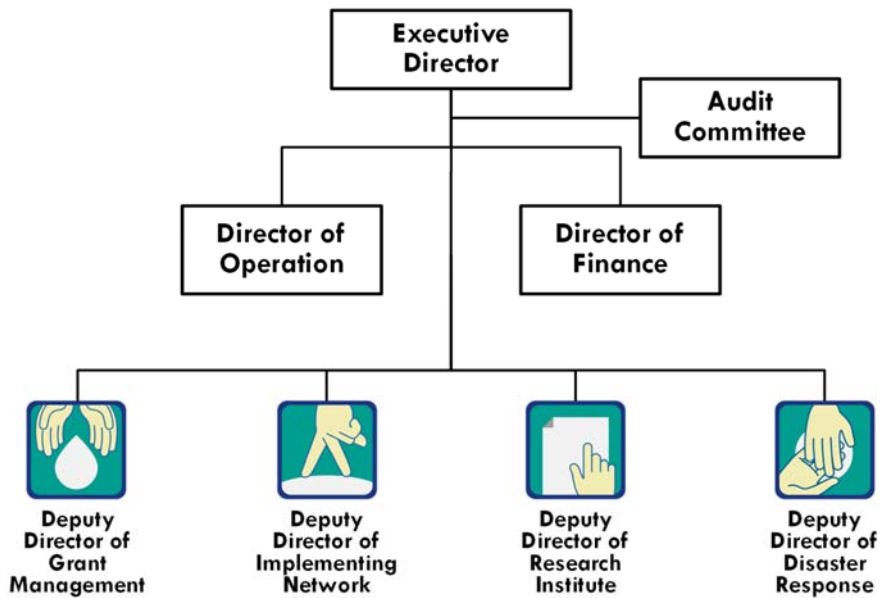 Executive
Director
Audit
Committee
Director of
Operation
Director of
Finance
Deputy
Director of
Grant
Management
Deputy
Director of
Implementing
Network
Deputy
Director of
Research
Institute
Deputy
Director of
Disaster
Response